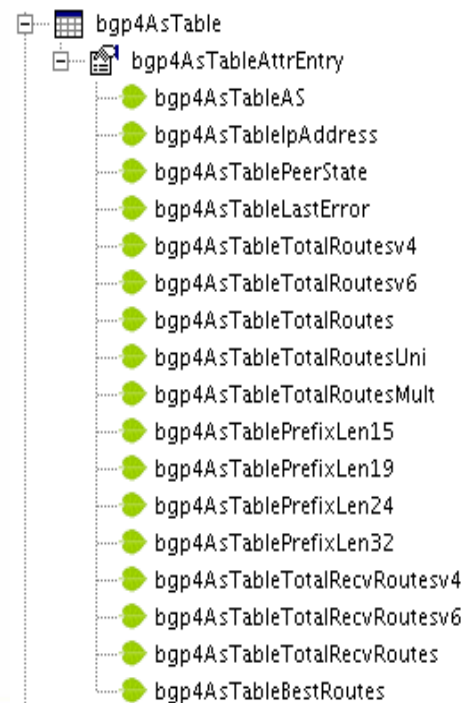 bgp4AsTable
bgp4AsTableAttrEntry
bgp4AsTableAS
bgp4AsTableIpAddress
bgp4AsTablePeerState
bgp4AsTableLastError
bgp4AsTableTotalRoutesv4
bgp4AsTableTotalRoutesv6
bgp4AsTableTotalRoutes
bgp4AsTableTotalRoutesUni
bgp4AsTableTotalRoutesMult
bgp4AsTablePrefixLen15
bgp4AsTablePrefixLen19
bgp4AsTablePrefixLen24
bgp4AsTablePrefixLen32
bgp4AsTableTotalRecvRoutesv4
bgp4AsTableTotalRecvRoutesv6
bgp4AsTableTotalRecvRoutes
bgp4AsTableBestRoutes